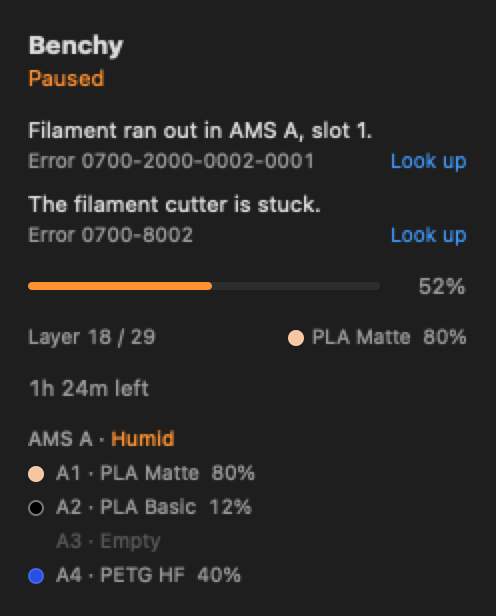 Benchy
Paused
Filament ran out in AMS A, slot 1.
Error 0700-2000-0002-0001 Look up
The filament cutter is stuck.
Error 0700-8002 Look up
52%
Layer 18 / 29 PLA Matte 80%
1h 24m left
AMS A · Humid
A1 · PLA Matte 80%
A2 · PLA Basic 12%
A3 · Empty
A4 · PETG HF 40%